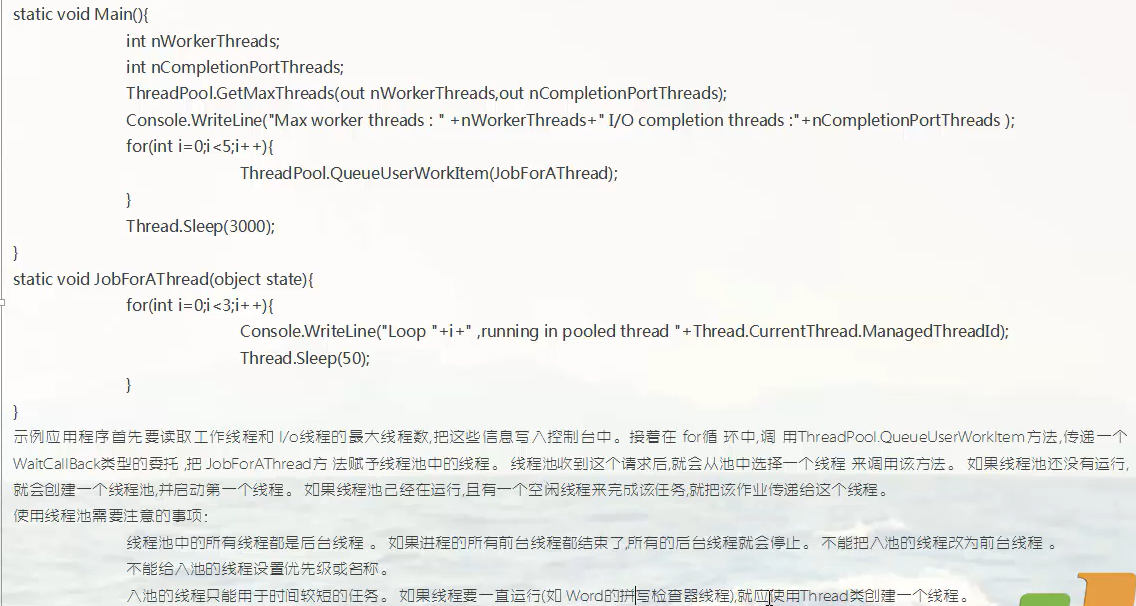 static void Main(){
int nWorkerThreads;
int nCompletionPortThreads;
ThreadPool.GetMaxThreads(out nWorkerThreads,out nCompletionPortThreads);
Console.WriteLine("Max worker threads : " +nWorkerThreads+" I/O completion threads :"+nCompletionPortThreads );
for(int i=0;i<5;i++){
ThreadPool.QueueUserWorkItem(JobForAThread);
}
Thread.Sleep(3000);
}
static void JobForAThread(object state){
for(int i=0;i<3;i++){
Console.WriteLine("Loop "+i+" ,running in pooled thread "+Thread.CurrentThread.ManagedThreadId);
Thread.Sleep(50);
}
}
示例应用程序首先要读取工作线程和 I/o线程的最大线程数,把这些信息写入控制台中。接着在 for循 环中,调 用ThreadPool.QueueUserWorkItem方法,传递一个
WaitCallBack类型的委托 ,把 JobForAThread方 法赋予线程池中的线程。 线程池收到这个请求后,就会从池中选择一个线程 来调用该方法。 如果线程池还没有运行,
就会创建一个线程池,并启动第一个线程。 如果线程池己经在运行,且有一个空闲线程来完成该任务,就把该作业传递给这个线程。
使用线程池需要注意的事项:
线程池中的所有线程都是后台线程 。 如果进程的所有前台线程都结束了,所有的后台线程就会停止。 不能把入池的线程改为前台线程 。
不能给入池的线程设置优先级或名称。
入池的线程只能用于时间较短的任务。 如果线程要一直运行(如 Word的拼写检查器线程),就应使用Thread类创建一个线程。